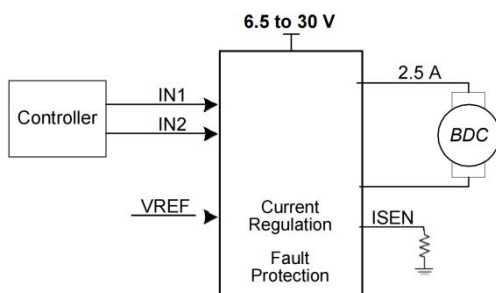 6.5 to 30 V
IN1
2.5 A
Controller
IN2
BDC
VREF
Current
Regulation
ISEN
Fault
Protection